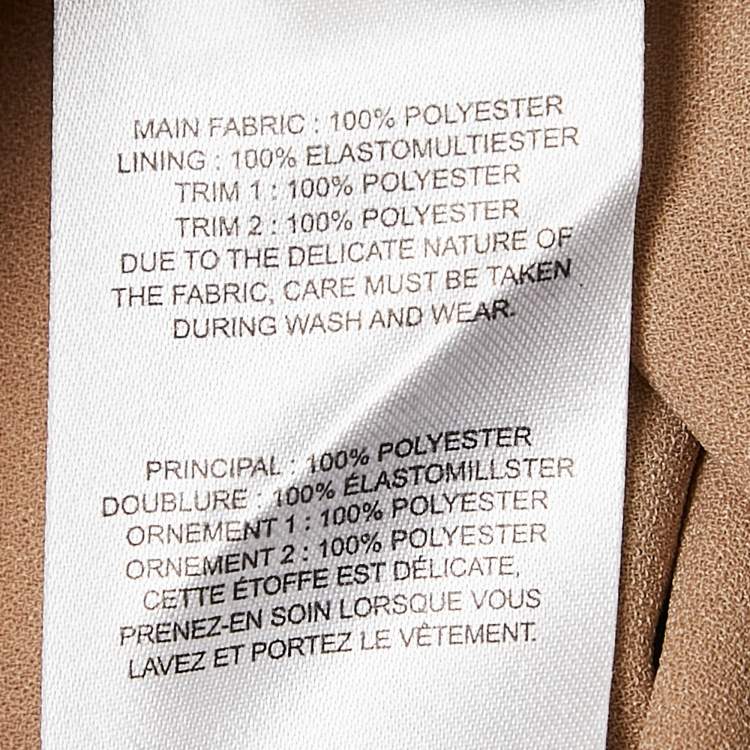 MAIN FABRIC : 100% POLYESTER
LINING : 100% ELASTOMULTIESTER
TRIM 1 : 100% POLYESTER
TRIM 2 : 100% POLYESTER
DUE TO THE DELICATE NATURE OF
THE FABRIC, CARE MUST BE TAKEN
DURING WASH AND WEAR.
PRINCIPAL : 100% POLYESTER
DOUBLURE : 100% ÉLASTOMILLSTER
ORNEMENT 1 : 100% POLYESTER
ORNEMENT 2 : 100% POLYESTER
CETTE ÉTOFFE EST DÉLICATE,
PRENEZ-EN SOIN LORSQUE VOUS
LAVEZ ET PORTEZ LE VÊTEMENT.